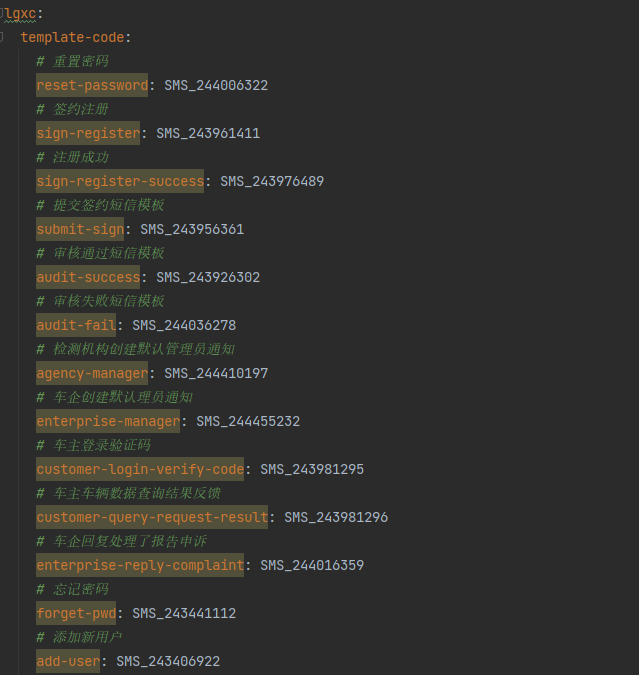 lgxc:
template-code:
# 重置密码
reset-password: SMS_244006322
# 签约注册
sign-register: SMS_243961411
# 注册成功
sign-register-success: SMS_243976489
# 提交签约短信模板
submit-sign: SMS_243956361
# 审核通过短信模板
audit-success: SMS_243926302
# 审核失败短信模板
audit-fail: SMS_244036278
# 检测机构创建默认管理员通知
agency-manager: SMS_244410197
# 车企创建默认理员通知
enterprise-manager: SMS_244455232
# 车主登录验证码
customer-login-verify-code: SMS_243981295
# 车主车辆数据查询结果反馈
customer-query-request-result: SMS_243981296
# 车企回复处理了报告申诉
enterprise-reply-complaint: SMS_244016359
# 忘记密码
forget-pwd: SMS_243441112
# 添加新用户
add-user: SMS_243406922